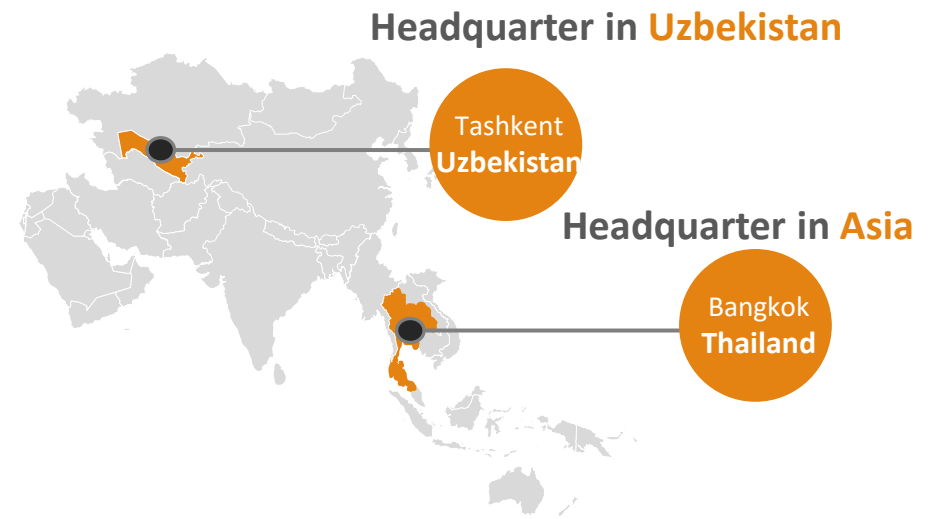 Headquarter in Uzbekistan
Tashkent
Uzbekistan
Headquarter in Asia
Bangkok
Thailand